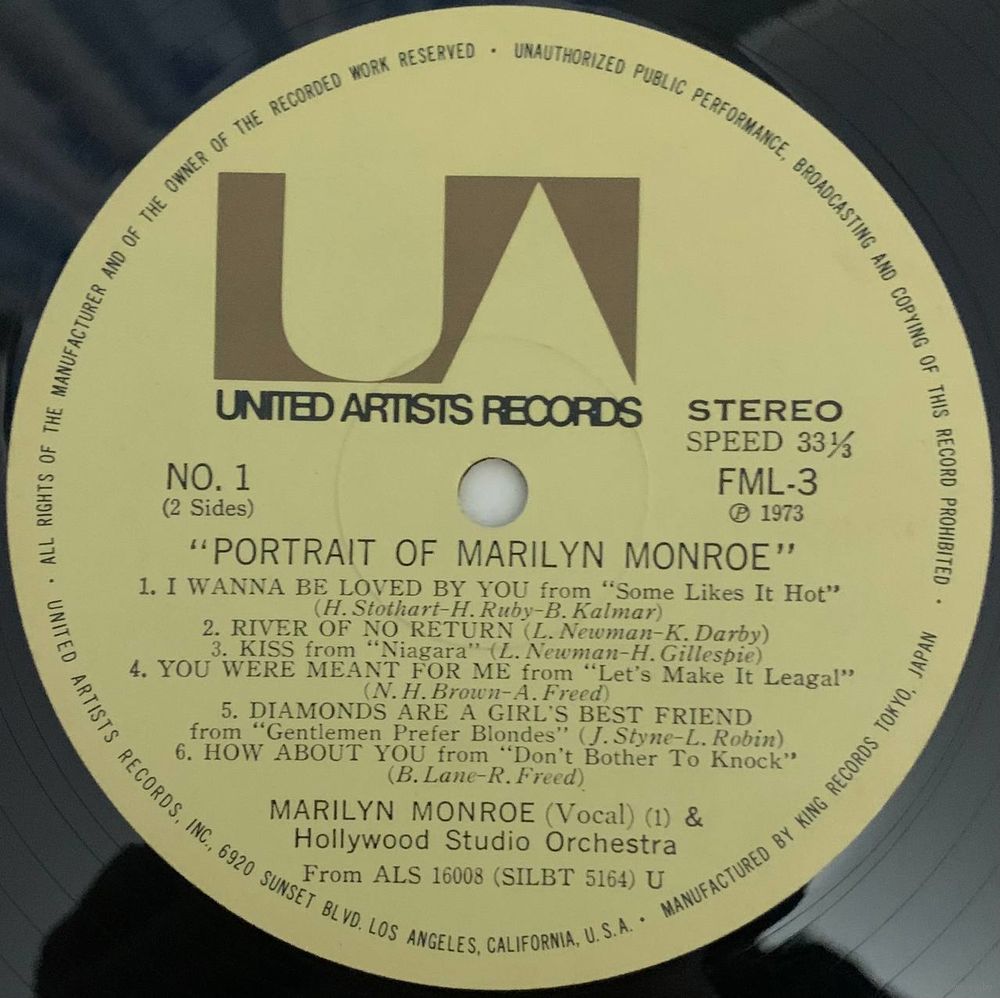 · ALL RIGHTS OF THE MANUFACTURER AND OF THE OWNER OF THE RECORDED WORK RESERVED · UNAUTHORIZED PUBLIC PERFORMANCE, BROADCASTING AND COPYING OF THIS RECORD PROHIBITED ·
UA
UNITED ARTISTS RECORDS
STEREO
SPEED 33⅓
NO. 1
(2 Sides)
FML-3
℗ 1973
"PORTRAIT OF MARILYN MONROE"
1. I WANNA BE LOVED BY YOU from "Some Likes It Hot"
(H. Stothart-H. Ruby-B. Kalmar)
2. RIVER OF NO RETURN (L. Newman-K. Darby)
3. KISS from "Niagara" (L. Newman-H. Gillespie)
4. YOU WERE MEANT FOR ME from "Let's Make It Leagal"
(N. H. Brown-A. Freed)
5. DIAMONDS ARE A GIRL'S BEST FRIEND
from "Gentlemen Prefer Blondes" (J. Styne-L. Robin)
6. HOW ABOUT YOU from "Don't Bother To Knock"
(B. Lane-R. Freed)
MARILYN MONROE (Vocal) (1) &
Hollywood Studio Orchestra
From ALS 16008 (SILBT 5164) U
UNITED ARTISTS RECORDS, INC., 6920 SUNSET BLVD. LOS ANGELES, CALIFORNIA, U.S.A. · MANUFACTURED BY KING RECORDS TOKYO, JAPAN